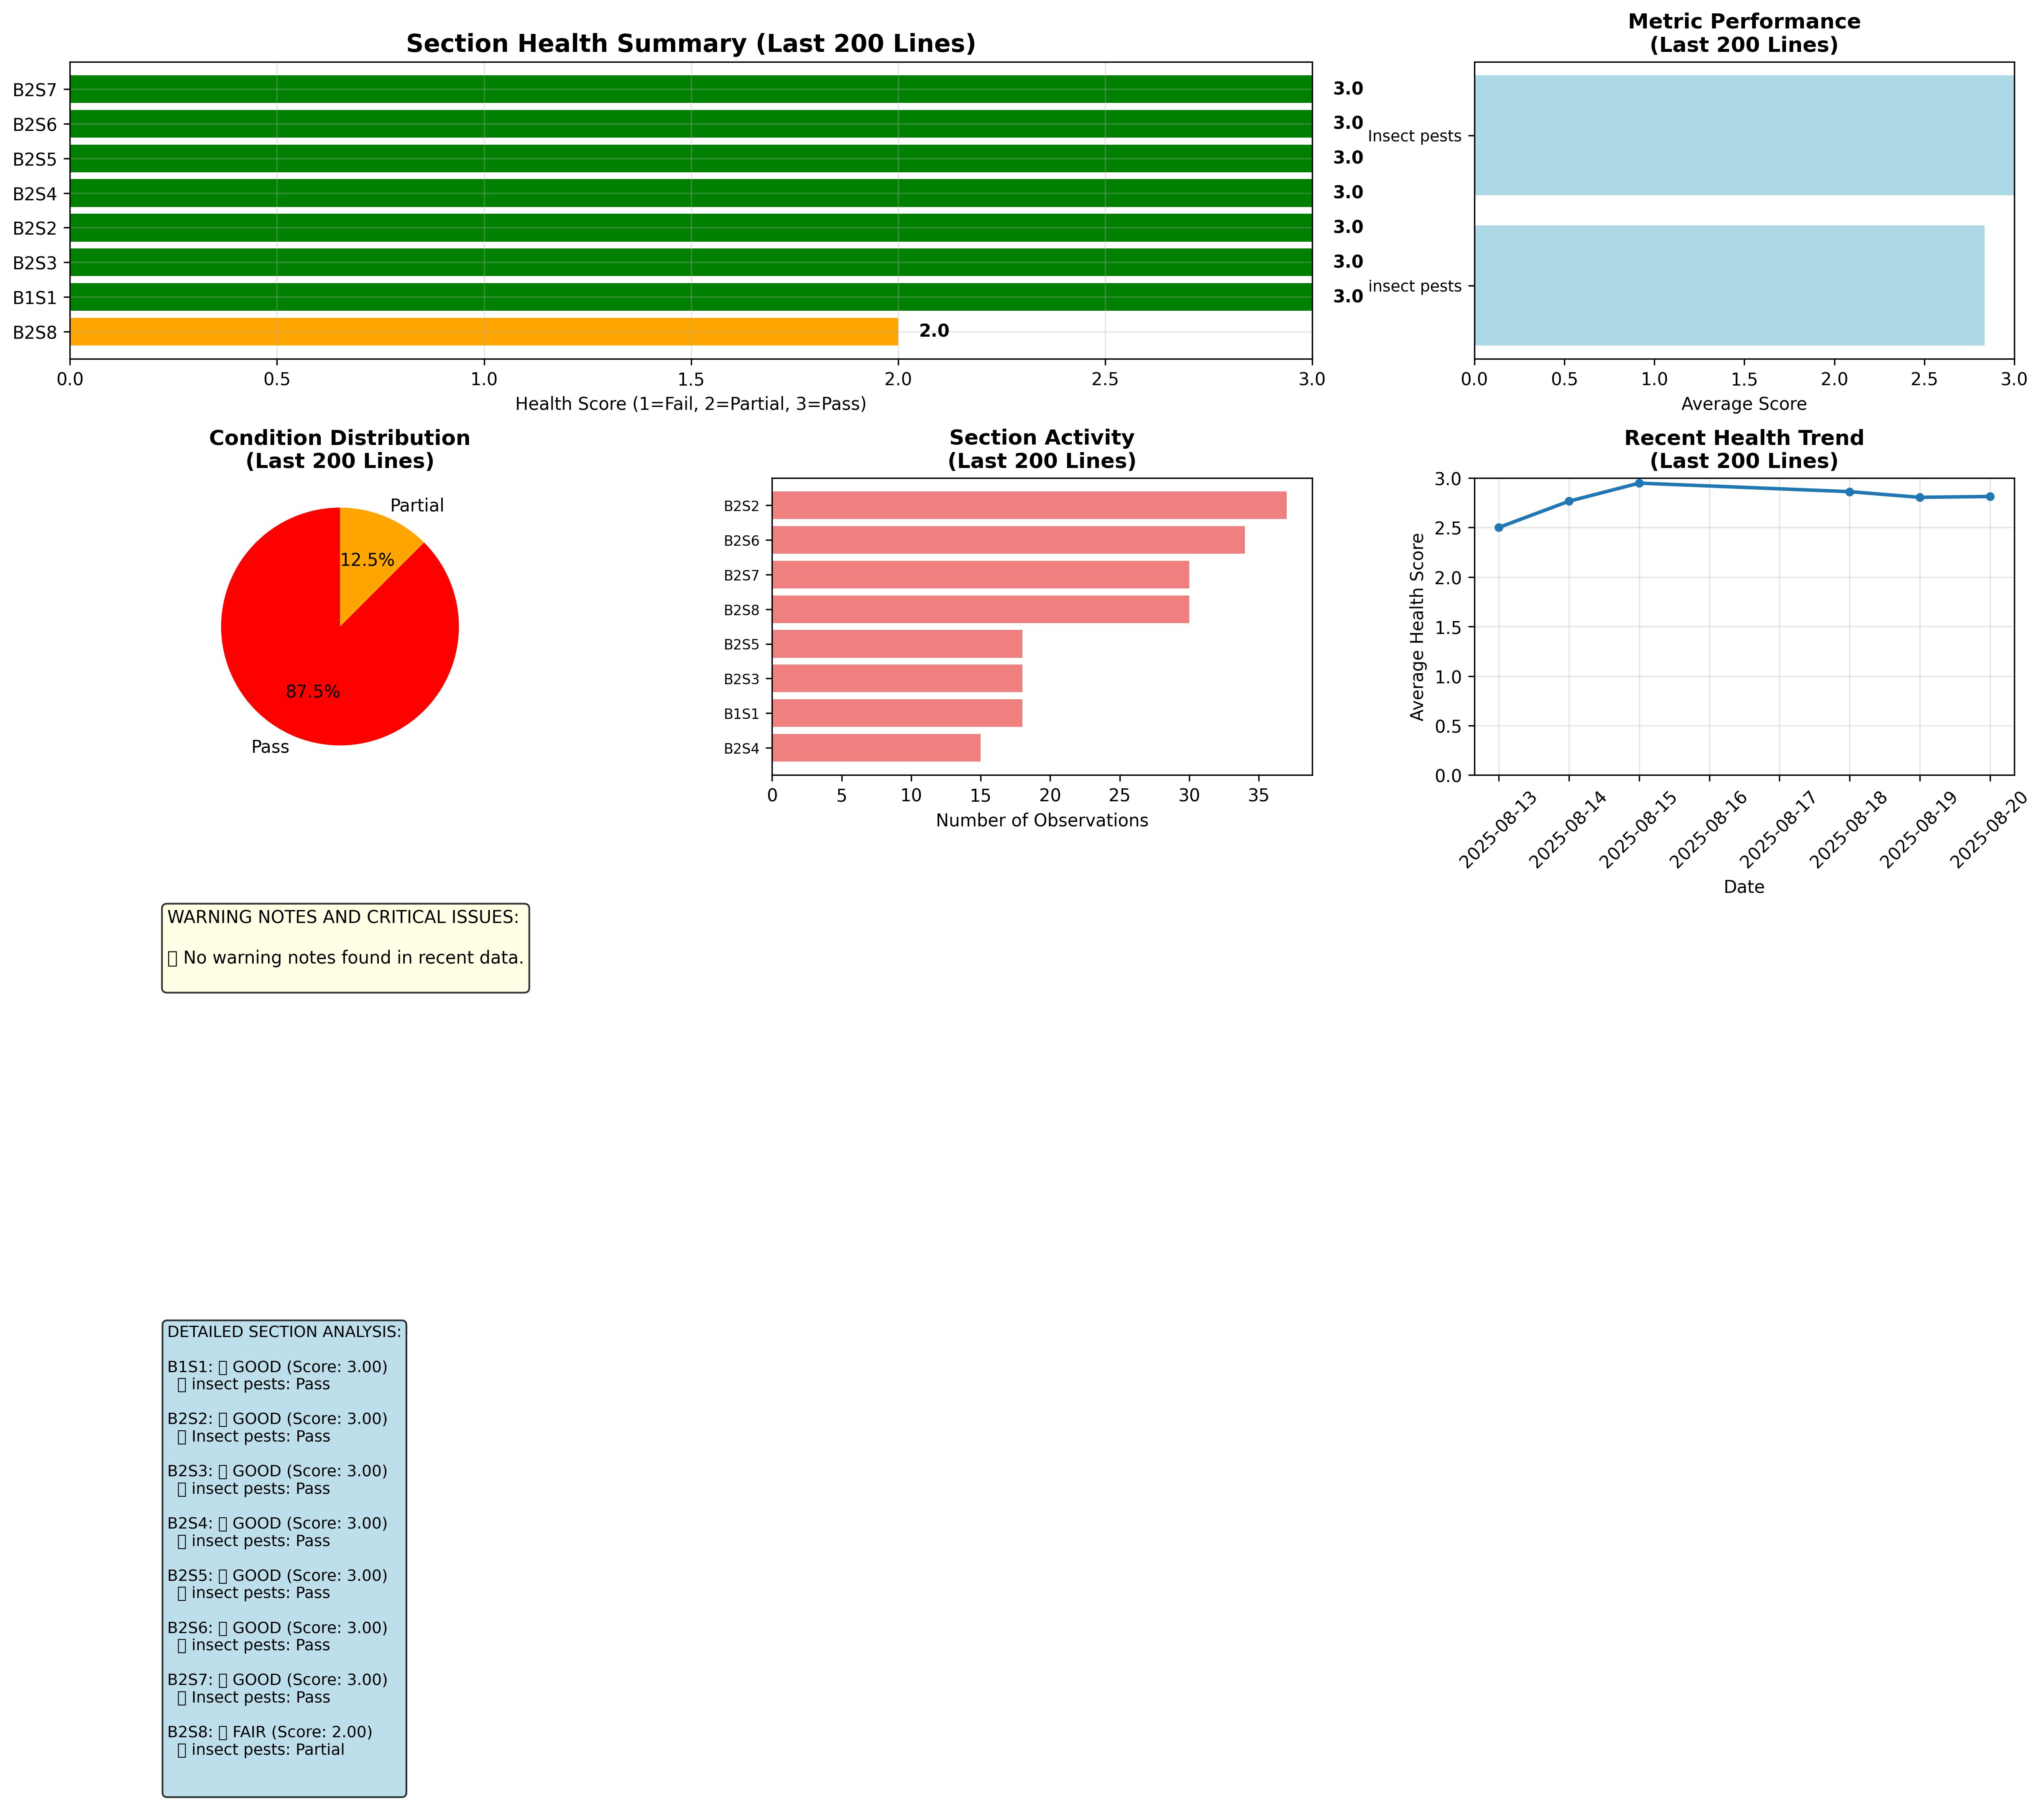 Section Health Summary (Last 200 Lines)
B2S7
B2S6
B2S5
B2S4
B2S2
B2S3
B1S1
B2S8
3.0
3.0
3.0
3.0
3.0
3.0
3.0
2.0
0.0 0.5 1.0 1.5 2.0 2.5 3.0
Health Score (1=Fail, 2=Partial, 3=Pass)
Metric Performance
(Last 200 Lines)
Insect pests
insect pests
0.0 0.5 1.0 1.5 2.0 2.5 3.0
Average Score
Condition Distribution
(Last 200 Lines)
Partial
12.5%
87.5%
Pass
Section Activity
(Last 200 Lines)
B2S2
B2S6
B2S7
B2S8
B2S5
B2S3
B1S1
B2S4
0 5 10 15 20 25 30 35
Number of Observations
Recent Health Trend
(Last 200 Lines)
3.0
2.5
2.0
1.5
1.0
0.5
0.0
Average Health Score
2025-08-13 2025-08-14 2025-08-15 2025-08-16 2025-08-17 2025-08-18 2025-08-19 2025-08-20
Date
WARNING NOTES AND CRITICAL ISSUES:
No warning notes found in recent data.
DETAILED SECTION ANALYSIS:
B1S1: GOOD (Score: 3.00)
insect pests: Pass
B2S2: GOOD (Score: 3.00)
Insect pests: Pass
B2S3: GOOD (Score: 3.00)
insect pests: Pass
B2S4: GOOD (Score: 3.00)
insect pests: Pass
B2S5: GOOD (Score: 3.00)
insect pests: Pass
B2S6: GOOD (Score: 3.00)
insect pests: Pass
B2S7: GOOD (Score: 3.00)
Insect pests: Pass
B2S8: FAIR (Score: 2.00)
insect pests: Partial